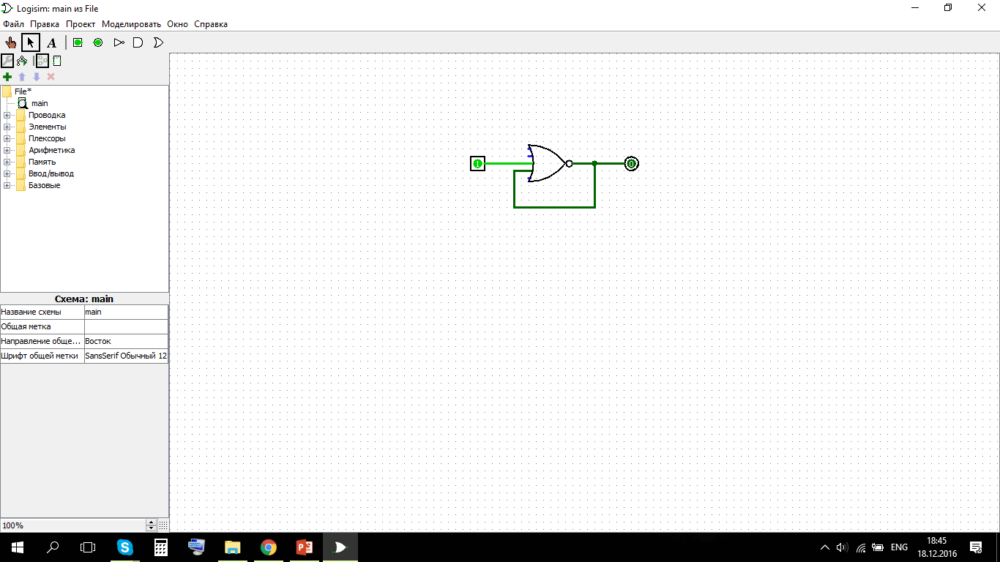 Logisim: main из File
Файл Правка Проект Моделировать Окно Справка
A
File*
main
Проводка
Элементы
Плексоры
Арифметика
Память
Ввод/вывод
Базовые
1
0
Схема: main
Название схемы main
Общая метка
Направление обще... Восток
Шрифт общей метки SansSerif Обычный 12
100%
S
P
ENG
18:45
18.12.2016